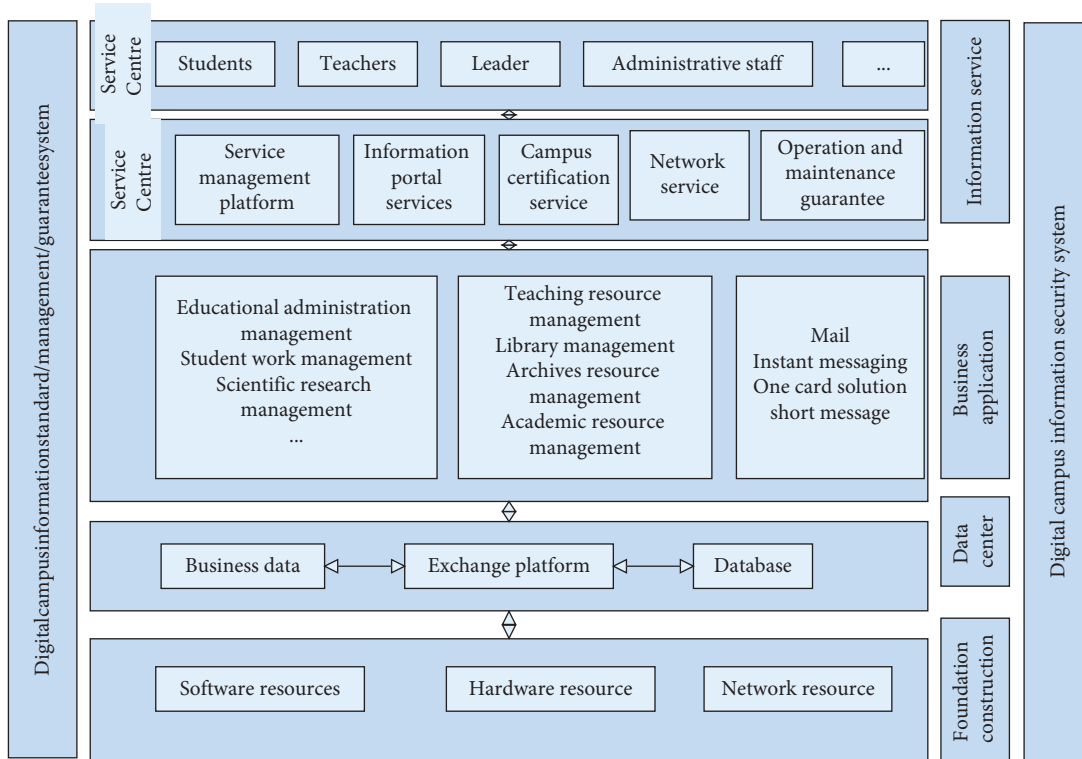 Digitalcampusinformationstandard/management/guaranteesystem
Service
Centre
Students
Teachers
Leader
Administrative staff
...
Service
Centre
Service
management
platform
Information
portal
services
Campus
certification
service
Network
service
Operation and
maintenance
guarantee
Information service
Educational administration
management
Student work management
Scientific research
management
...
Teaching resource
management
Library management
Archives resource
management
Academic resource
management
Mail
Instant messaging
One card solution
short message
Business
application
Business data
Exchange platform
Database
Data
center
Software resources
Hardware resource
Network resource
Foundation
construction
Digital campus information security system